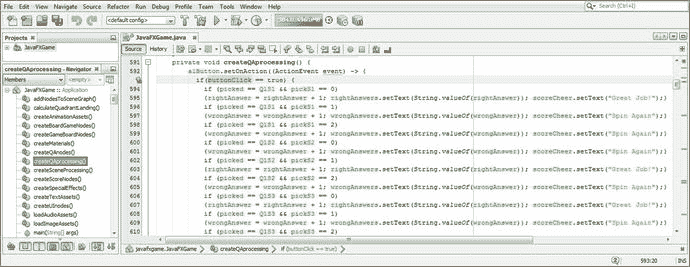 File Edit View Navigate Source Refactor Run Debug Profile Team Tools Window Help
Search (Ctrl+I)
<default config>
Projects
JavaFXGame
JavaFXGame.java
Source History
createQAprocessing() - Navigator
Members <empty>
JavaFXGame :: Application
addNodesToSceneGraph()
calculateQuadrantLanding()
createAnimationAssets()
createBoardGameNodes()
createGameBoardNodes()
createMaterials()
createQAnodes()
createQAprocessing()
createSceneProcessing()
createScoreNodes()
createSpecialEffects()
createTextAssets()
createUInodes()
loadAudioAssets()
loadImageAssets()
main(String[] args)
591 private void createQAprocessing() {
592 a1Button.setOnAction((ActionEvent event) -> {
if(buttonClick == true) {
594 if (picked == Q1S1 && pickS1 == 0)
595 {rightAnswer = rightAnswer + 1; rightAnswers.setText(String.valueOf(rightAnswer)); scoreCheer.setText("Great Job!");}
596 if (picked == Q1S1 && pickS1 == 1)
597 {wrongAnswer = wrongAnswer + 1; wrongAnswers.setText(String.valueOf(wrongAnswer)); scoreCheer.setText("Spin Again");}
598 if (picked == Q1S1 && pickS1 == 2)
599 {wrongAnswer = wrongAnswer + 1; wrongAnswers.setText(String.valueOf(wrongAnswer)); scoreCheer.setText("Spin Again");}
600 if (picked == Q1S2 && pickS2 == 0)
601 {wrongAnswer = wrongAnswer + 1; wrongAnswers.setText(String.valueOf(wrongAnswer)); scoreCheer.setText("Spin Again");}
602 if (picked == Q1S2 && pickS2 == 1)
603 {wrongAnswer = wrongAnswer + 1; wrongAnswers.setText(String.valueOf(wrongAnswer)); scoreCheer.setText("Spin Again");}
604 if (picked == Q1S2 && pickS2 == 2)
605 {rightAnswer = rightAnswer + 1; rightAnswers.setText(String.valueOf(rightAnswer)); scoreCheer.setText("Great Job!");}
606 if (picked == Q1S3 && pickS3 == 0)
607 {rightAnswer = rightAnswer + 1; rightAnswers.setText(String.valueOf(rightAnswer)); scoreCheer.setText("Great Job!");}
608 if (picked == Q1S3 && pickS3 == 1)
609 {wrongAnswer = wrongAnswer + 1; wrongAnswers.setText(String.valueOf(wrongAnswer)); scoreCheer.setText("Spin Again");}
610 if (picked == Q1S3 && pickS3 == 2)
javafxgame.JavaFXGame createQAprocessing if (buttonClick == true)
593:20 INS